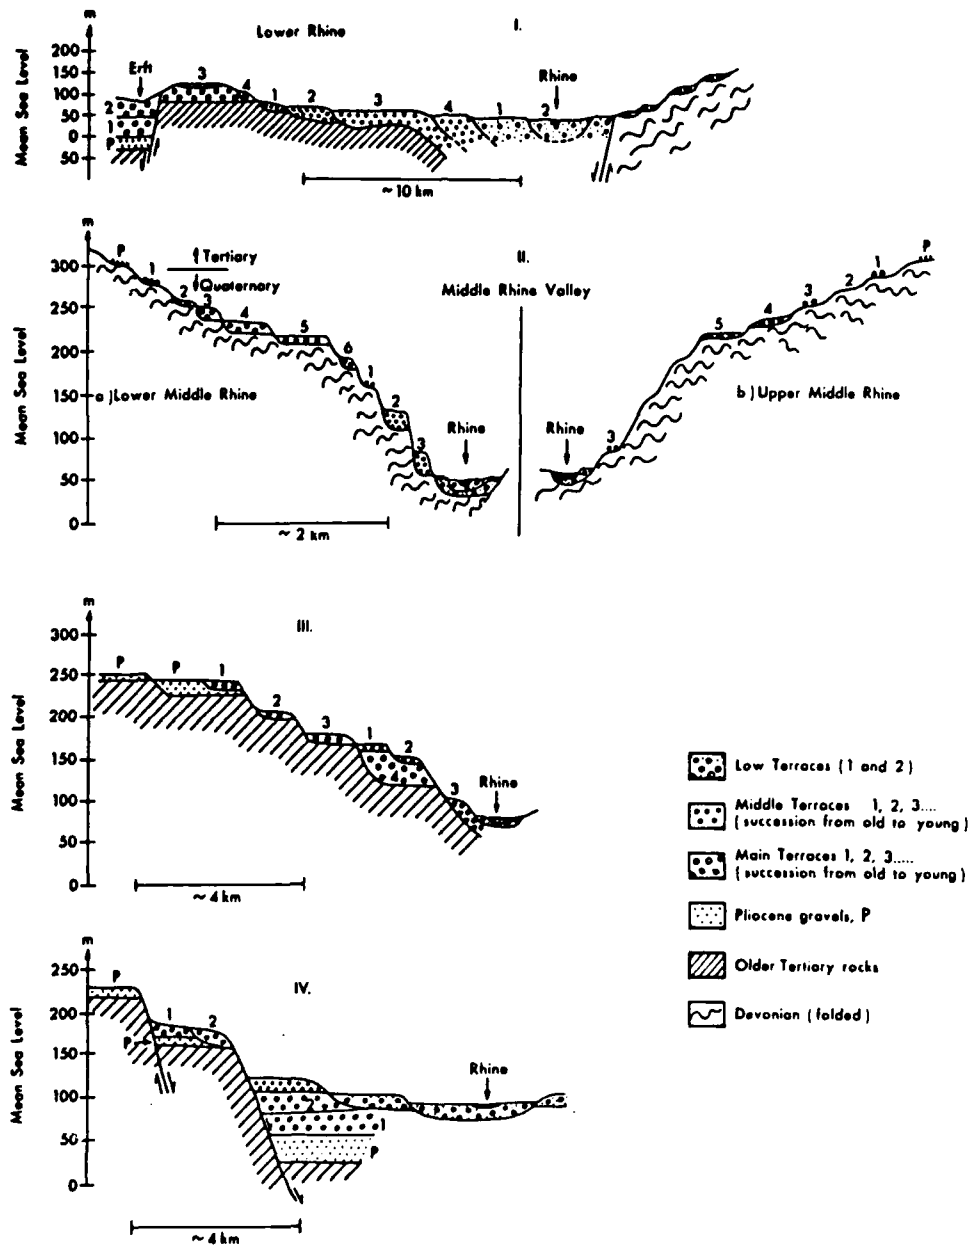 m
Lower Rhine
I.
Mean Sea Level
200
150
100
50
0
50
Erft
3
4
1
2
3
4
1
2
Rhine
2
1
P
~ 10 km
m
Mean Sea Level
300
250
200
150
100
50
0
P
1
Tertiary
Quaternary
2
3
4
5
6
1
2
3
a) Lower Middle Rhine
Rhine
~ 2 km
II.
Middle Rhine Valley
P
1
2
3
4
5
3
b) Upper Middle Rhine
Rhine
m
III.
Mean Sea Level
300
250
200
150
100
50
0
P
P
1
2
3
1
2
4
3
Rhine
~ 4 km
m
IV.
Mean Sea Level
250
200
150
100
50
0
P
1
2
P
2
1
P
Rhine
~ 4 km
Low Terraces (1 and 2)
Middle Terraces 1, 2, 3....
(succession from old to young)
Main Terraces 1, 2, 3.....
(succession from old to young)
Pliocene gravels, P
Older Tertiary rocks
Devonian (folded)